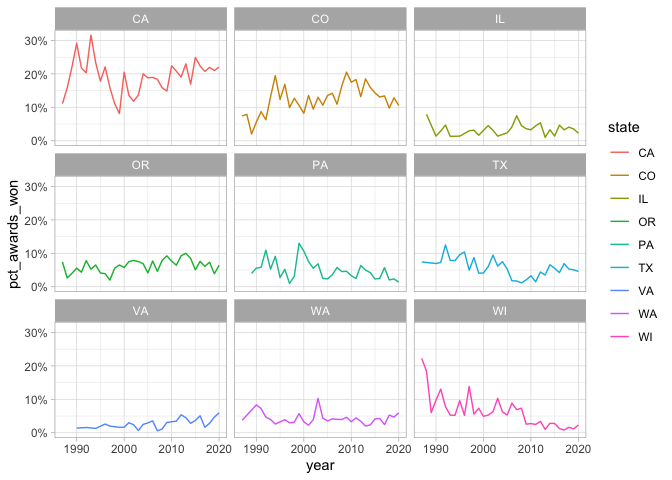 CA CO IL
30%
20%
10%
0%
OR PA TX
30%
20%
10%
0%
VA WA WI
30%
20%
10%
0%
1990 2000 2010 2020 1990 2000 2010 2020 1990 2000 2010 2020
year
pct_awards_won
state
CA
CO
IL
OR
PA
TX
VA
WA
WI